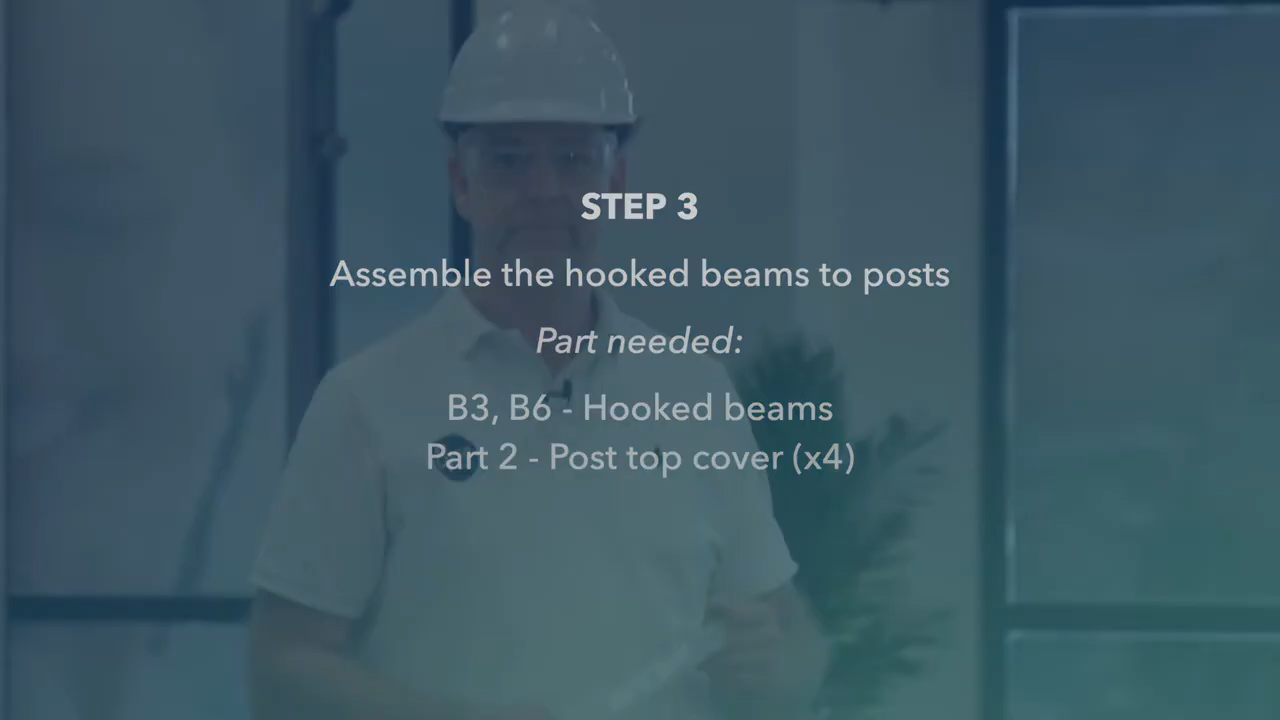 STEP 3
Assemble the hooked beams to posts
Part needed:
B3, B6 - Hooked beams
Part 2 - Post top cover (x4)